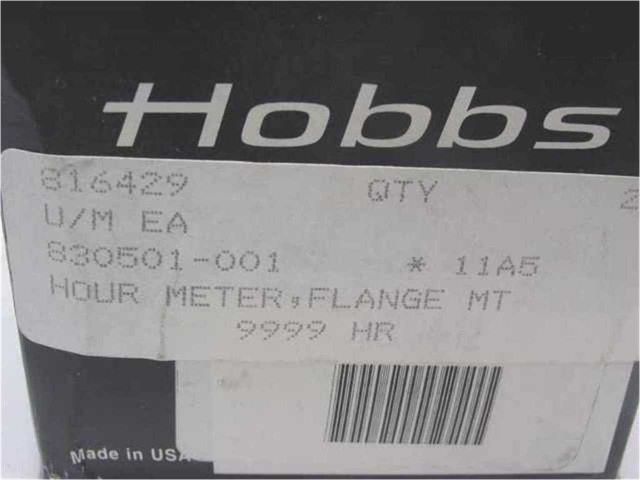 Hobbs
816429 QTY
U/M EA
830501-001 * 11A5
HOUR METER,FLANGE MT
9999 HR
Made in USA